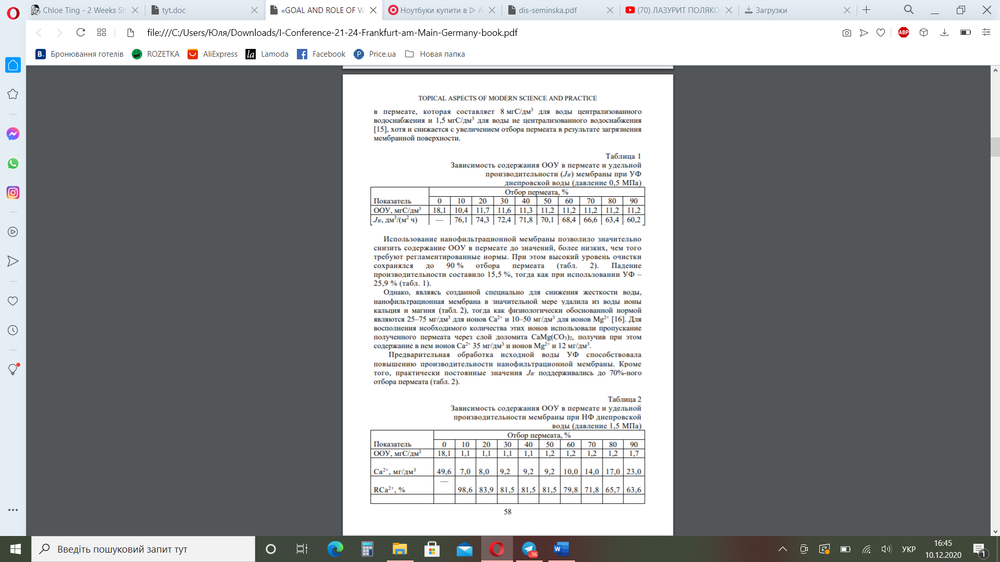 Chloe Ting - 2 Weeks Sh
tyt.doc
«GOAL AND ROLE OF W
Ноутбуки купити в ▷ А
dis-seminska.pdf
(70) ЛАЗУРИТ ПОЛЯКО
Загрузки
file:///C:/Users/Юля/Downloads/I-Conference-21-24-Frankfurt-am-Main-Germany-book.pdf
ABP
B. Бронювання готелів
ROZETKA
AliExpress
la Lamoda
Facebook
P Price.ua
Новая папка
TOPICAL ASPECTS OF MODERN SCIENCE AND PRACTICE
в пермеате, которая составляет 8 мгС/дм³ для воды централизованного
водоснабжения и 1,5 мгС/дм³ для воды не централизованного водоснабжения
[15], хотя и снижается с увеличением отбора пермеата в результате загрязнения
мембранной поверхности.
Таблица 1
Зависимость содержания ООУ в пермеате и удельной
производительности (Jw) мембраны при УФ
днепровской воды (давление 0,5 МПа)
Отбор пермеата, %
Показатель 0 10 20 30 40 50 60 70 80 90
ООУ, мгС/дм³ 18,1 10,4 11,7 11,6 11,3 11,2 11,2 11,2 11,2 11,2
Jw, дм³/(м² ч) — 76,1 74,3 72,4 71,8 70,1 68,4 66,6 63,4 60,2
Использование нанофильтрационной мембраны позволило значительно
снизить содержание ООУ в пермеате до значений, более низких, чем того
требуют регламентированные нормы. При этом высокий уровень очистки
сохранялся до 90 % отбора пермеата (табл. 2). Падение
производительности составило 15,5 %, тогда как при использовании УФ –
25,9 % (табл. 1).
Однако, являясь созданной специально для снижения жесткости воды,
нанофильтрационная мембрана в значительной мере удалила из воды ионы
кальция и магния (табл. 2), тогда как физиологически обоснованной нормой
являются 25–75 мг/дм³ для ионов Ca²⁺ и 10–50 мг/дм³ для ионов Mg²⁺ [16]. Для
восполнения необходимого количества этих ионов использовали пропускание
полученного пермеата через слой доломита CaMg(CO₃)₂, получив при этом
содержание в нем ионов Ca²⁺ 35 мг/дм³ и ионов Mg²⁺ и 12 мг/дм³.
Предварительная обработка исходной воды УФ способствовала
повышению производительности нанофильтрационной мембраны. Кроме
того, практически постоянные значения Jw поддерживались до 70%-ного
отбора пермеата (табл. 2).
Таблица 2
Зависимость содержания ООУ в пермеате и удельной
производительности мембраны при НФ днепровской
воды (давление 1,5 МПа)
Отбор пермеата, %
Показатель 0 10 20 30 40 50 60 70 80 90
ООУ, мгС/дм³ 18,1 1,1 1,1 1,1 1,1 1,2 1,2 1,2 1,2 1,7
Ca²⁺, мг/дм³ 49,6 7,0 8,0 9,2 9,2 9,2 10,0 14,0 17,0 23,0
RCa²⁺, % — 98,6 83,9 81,5 81,5 81,5 79,8 71,8 65,7 63,6
58
Введіть пошуковий запит тут
..96
W
УКР
16:45
10.12.2020
1